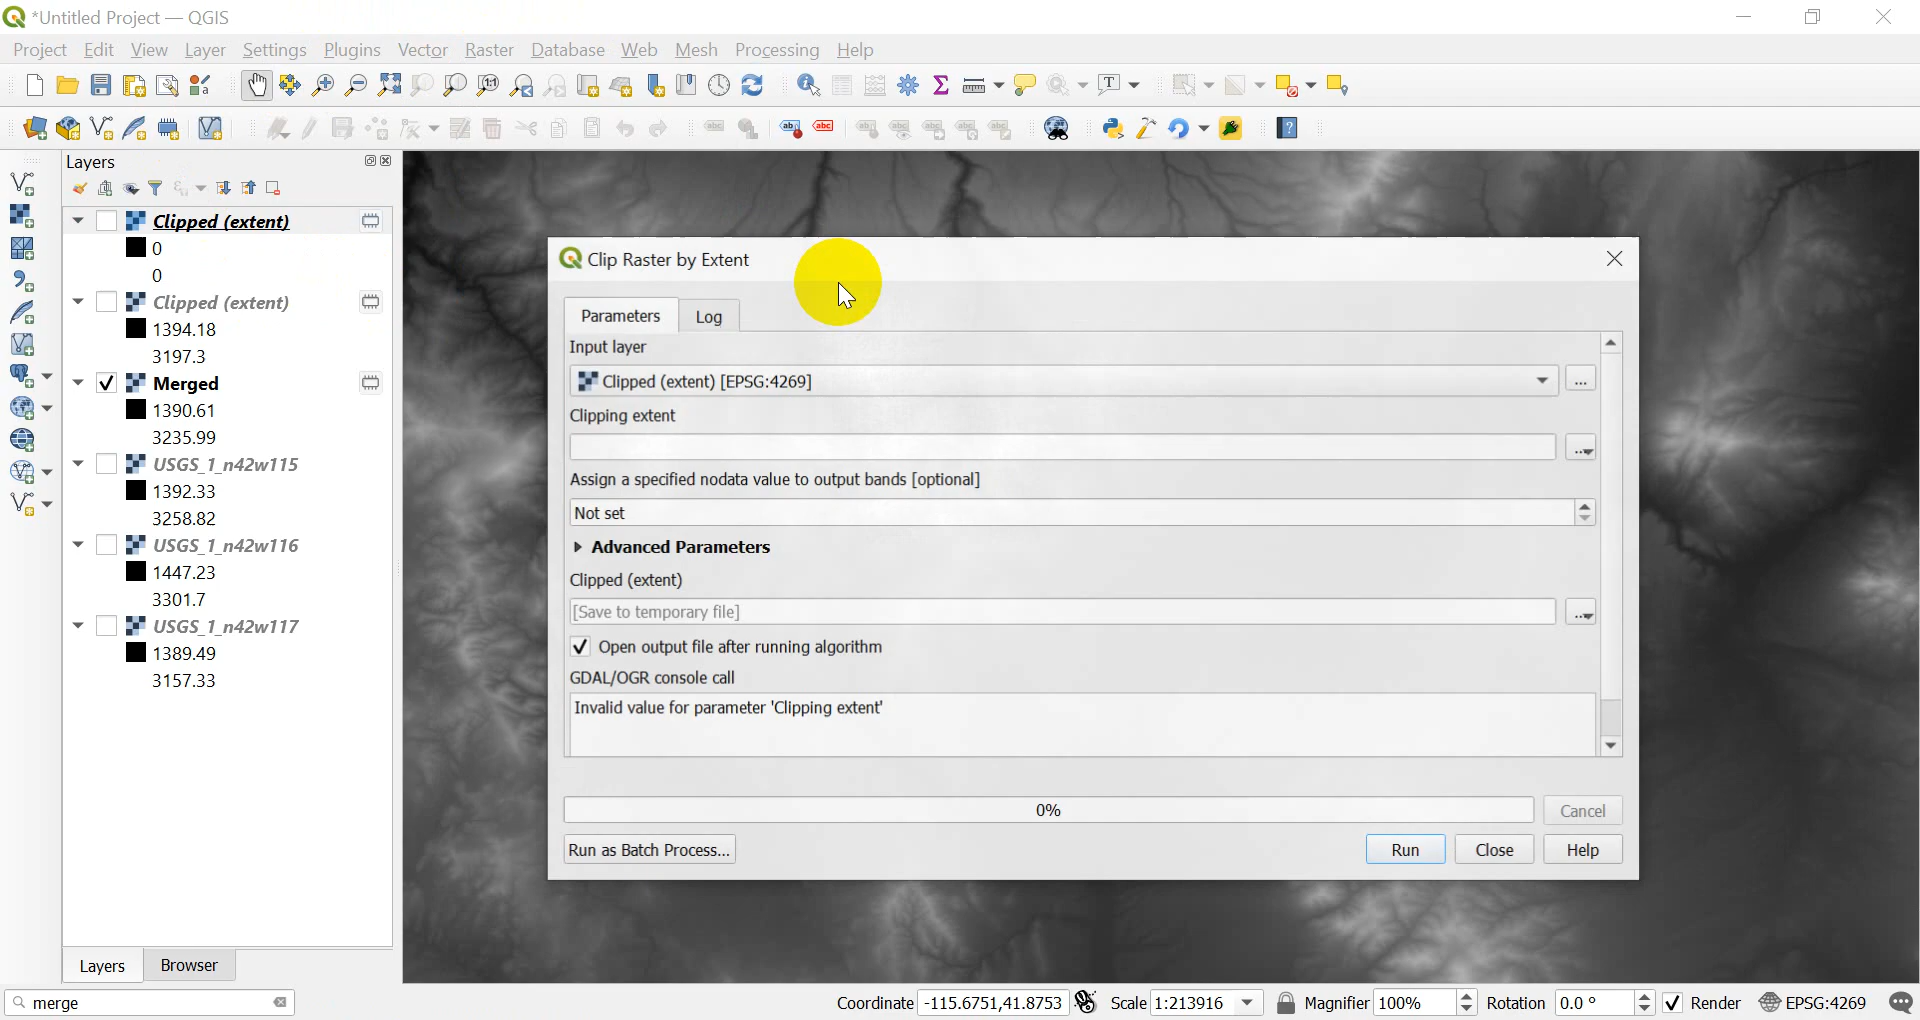 *Untitled Project — QGIS
Project Edit View Layer Settings Plugins Vector Raster Database Web Mesh Processing Help
Layers
Clipped (extent)
0
0
Clipped (extent)
1394.18
3197.3
Merged
1390.61
3235.99
USGS_1_n42w115
1392.33
3258.82
USGS_1_n42w116
1447.23
3301.7
USGS_1_n42w117
1389.49
3157.33
Layers Browser
Clip Raster by Extent
Parameters Log
Input layer
Clipped (extent) [EPSG:4269]
...
Clipping extent
...
Assign a specified nodata value to output bands [optional]
Not set
Advanced Parameters
Clipped (extent)
[Save to temporary file]
...
Open output file after running algorithm
GDAL/OGR console call
Invalid value for parameter 'Clipping extent'
0%
Cancel
Run as Batch Process...
Run Close Help
merge
Coordinate -115.6751,41.8753 Scale 1:213916 Magnifier 100% Rotation 0.0 ° Render EPSG:4269